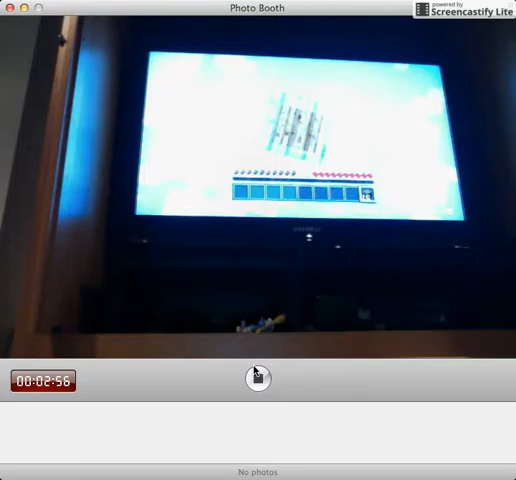 Photo Booth
powered by
Screencastify Lite
00:02:56
No photos